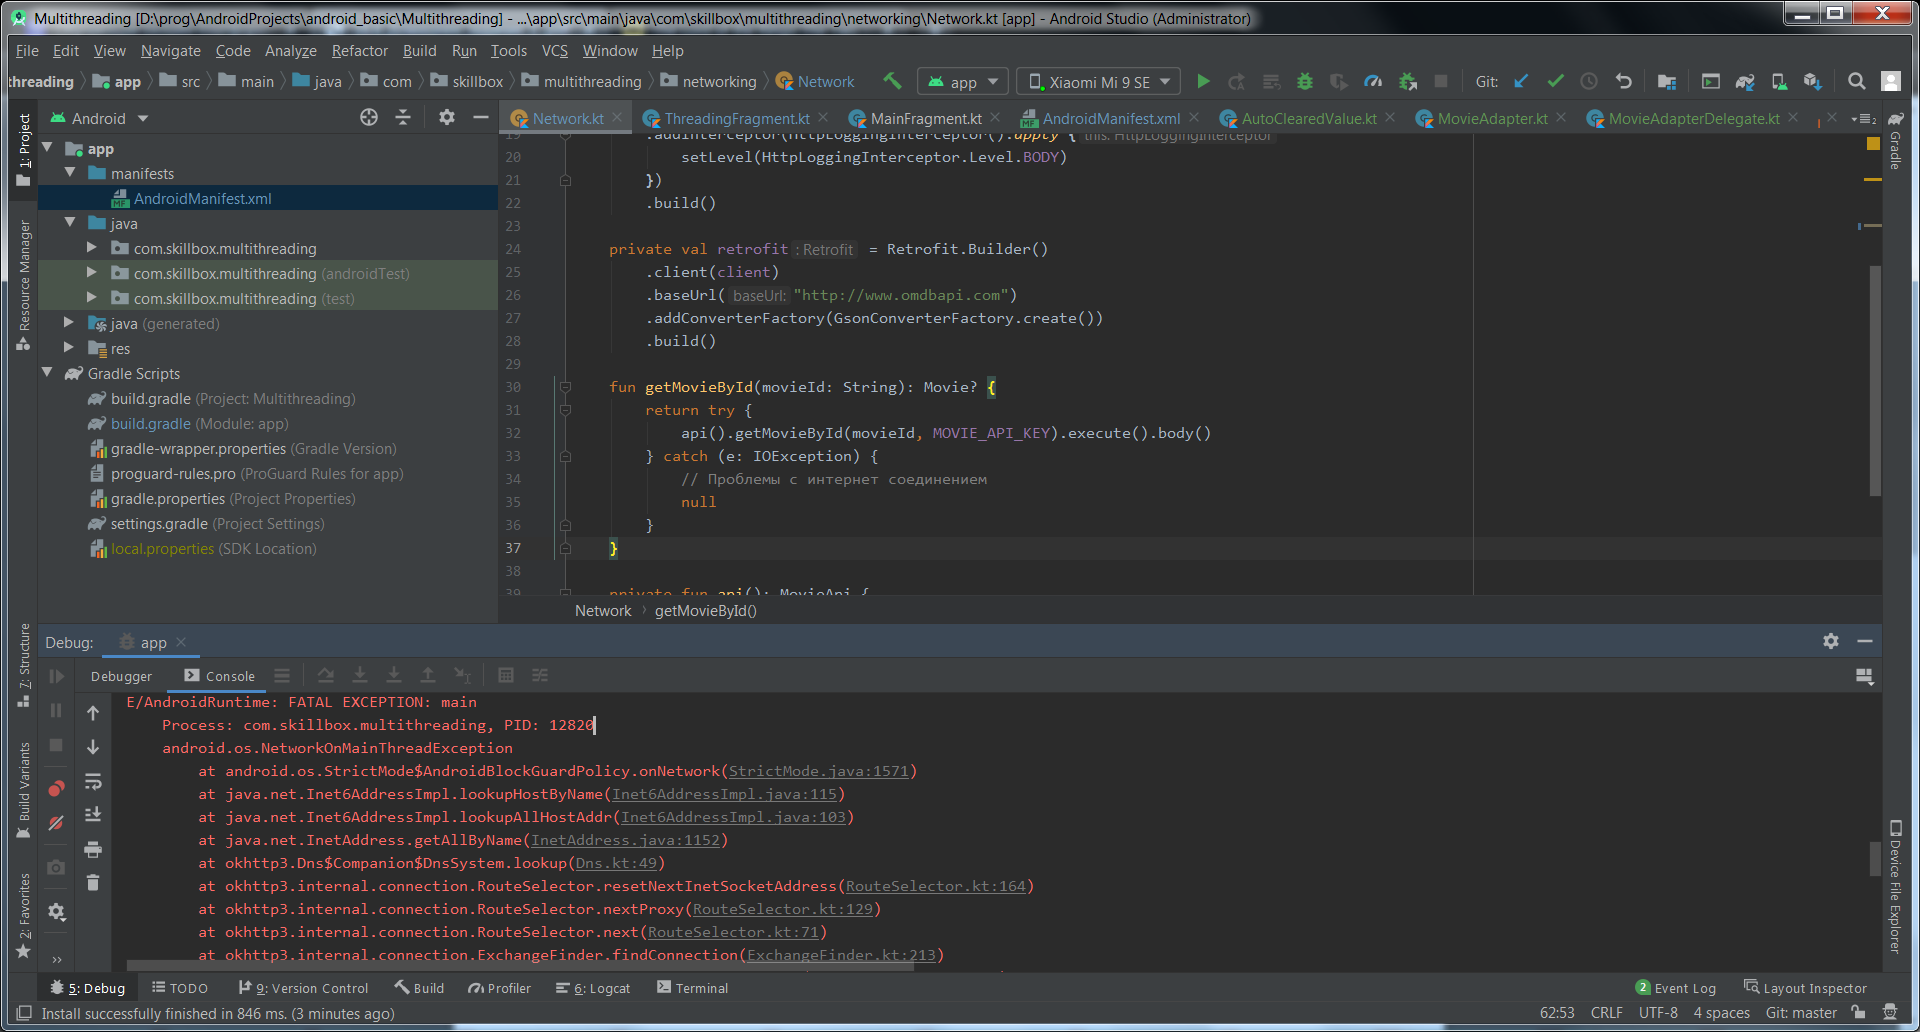 Multithreading [D:\prog\AndroidProjects\android_basic\Multithreading] - ...\app\src\main\java\com\skillbox\multithreading\networking\Network.kt [app] - Android Studio (Administrator)
File Edit View Navigate Code Analyze Refactor Build Run Tools VCS Window Help
threading app src main java com skillbox multithreading networking Network app Xiaomi Mi 9 SE Git:
Android
Network.kt ThreadingFragment.kt MainFragment.kt AndroidManifest.xml AutoClearedValue.kt MovieAdapter.kt MovieAdapterDelegate.kt
1: Project
Resource Manager
7: Structure
Build Variants
2: Favorites
Gradle
Device File Explorer
app
manifests
AndroidManifest.xml
java
com.skillbox.multithreading
com.skillbox.multithreading (androidTest)
com.skillbox.multithreading (test)
java (generated)
res
Gradle Scripts
build.gradle (Project: Multithreading)
build.gradle (Module: app)
gradle-wrapper.properties (Gradle Version)
proguard-rules.pro (ProGuard Rules for app)
gradle.properties (Project Properties)
settings.gradle (Project Settings)
local.properties (SDK Location)
19 .addInterceptor(HttpLoggingInterceptor().apply { this: HttpLoggingInterceptor
20 setLevel(HttpLoggingInterceptor.Level.BODY)
21 })
22 .build()
23
24 private val retrofit : Retrofit = Retrofit.Builder()
25 .client(client)
26 .baseUrl( baseUrl: "http://www.omdbapi.com")
27 .addConverterFactory(GsonConverterFactory.create())
28 .build()
29
30 fun getMovieById(movieId: String): Movie? {
31 return try {
32 api().getMovieById(movieId, MOVIE_API_KEY).execute().body()
33 } catch (e: IOException) {
34 // Проблемы с интернет соединением
35 null
36 }
37 }
38
39 private fun api(): MovieApi {
Network getMovieById()
Debug: app
Debugger Console
E/AndroidRuntime: FATAL EXCEPTION: main
Process: com.skillbox.multithreading, PID: 12820
android.os.NetworkOnMainThreadException
at android.os.StrictMode$AndroidBlockGuardPolicy.onNetwork(StrictMode.java:1571)
at java.net.Inet6AddressImpl.lookupHostByName(Inet6AddressImpl.java:115)
at java.net.Inet6AddressImpl.lookupAllHostAddr(Inet6AddressImpl.java:103)
at java.net.InetAddress.getAllByName(InetAddress.java:1152)
at okhttp3.Dns$Companion$DnsSystem.lookup(Dns.kt:49)
at okhttp3.internal.connection.RouteSelector.resetNextInetSocketAddress(RouteSelector.kt:164)
at okhttp3.internal.connection.RouteSelector.nextProxy(RouteSelector.kt:129)
at okhttp3.internal.connection.RouteSelector.next(RouteSelector.kt:71)
at okhttp3.internal.connection.ExchangeFinder.findConnection(ExchangeFinder.kt:213)
5: Debug TODO 9: Version Control Build Profiler 6: Logcat Terminal 2 Event Log Layout Inspector
Install successfully finished in 846 ms. (3 minutes ago) 62:53 CRLF UTF-8 4 spaces Git: master